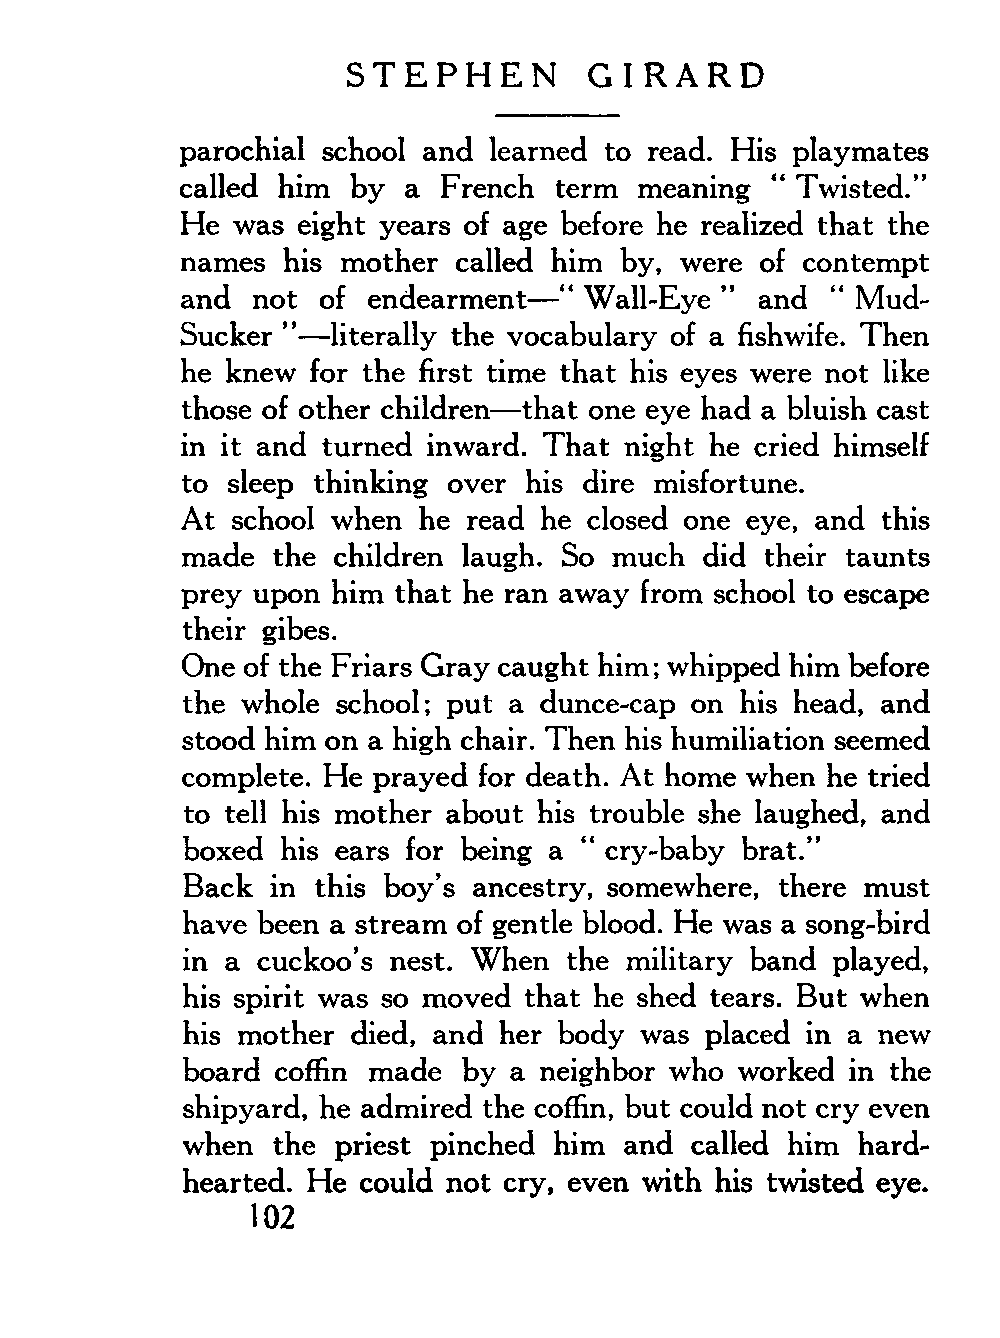 STEPHEN GIRARD
parochial school and learned to read. His playmates
called him by a French term meaning “ Twisted.”
He was eight years of age before he realized that the
names his mother called him by, were of contempt
and not of endearment—“ Wall-Eye ” and “ Mud-
Sucker ”—literally the vocabulary of a fishwife. Then
he knew for the first time that his eyes were not like
those of other children—that one eye had a bluish cast
in it and turned inward. That night he cried himself
to sleep thinking over his dire misfortune.
At school when he read he closed one eye, and this
made the children laugh. So much did their taunts
prey upon him that he ran away from school to escape
their gibes.
One of the Friars Gray caught him; whipped him before
the whole school; put a dunce-cap on his head, and
stood him on a high chair. Then his humiliation seemed
complete. He prayed for death. At home when he tried
to tell his mother about his trouble she laughed, and
boxed his ears for being a “ cry-baby brat.”
Back in this boy’s ancestry, somewhere, there must
have been a stream of gentle blood. He was a song-bird
in a cuckoo’s nest. When the military band played,
his spirit was so moved that he shed tears. But when
his mother died, and her body was placed in a new
board coffin made by a neighbor who worked in the
shipyard, he admired the coffin, but could not cry even
when the priest pinched him and called him hard-
hearted. He could not cry, even with his twisted eye.
102